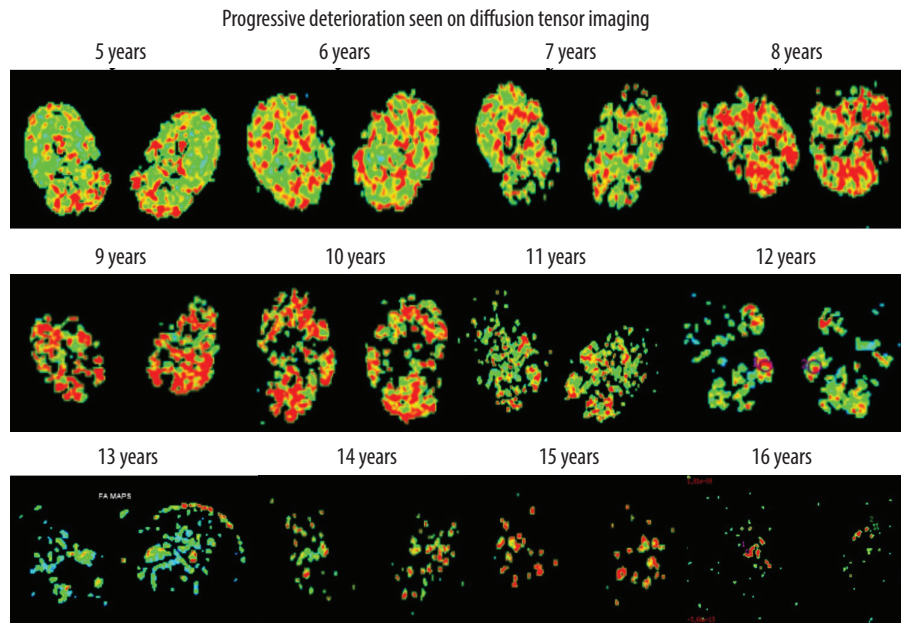 Progressive deterioration seen on diffusion tensor imaging
5 years 6 years 7 years 8 years
9 years 10 years 11 years 12 years
13 years 14 years 15 years 16 years
FA MAPS